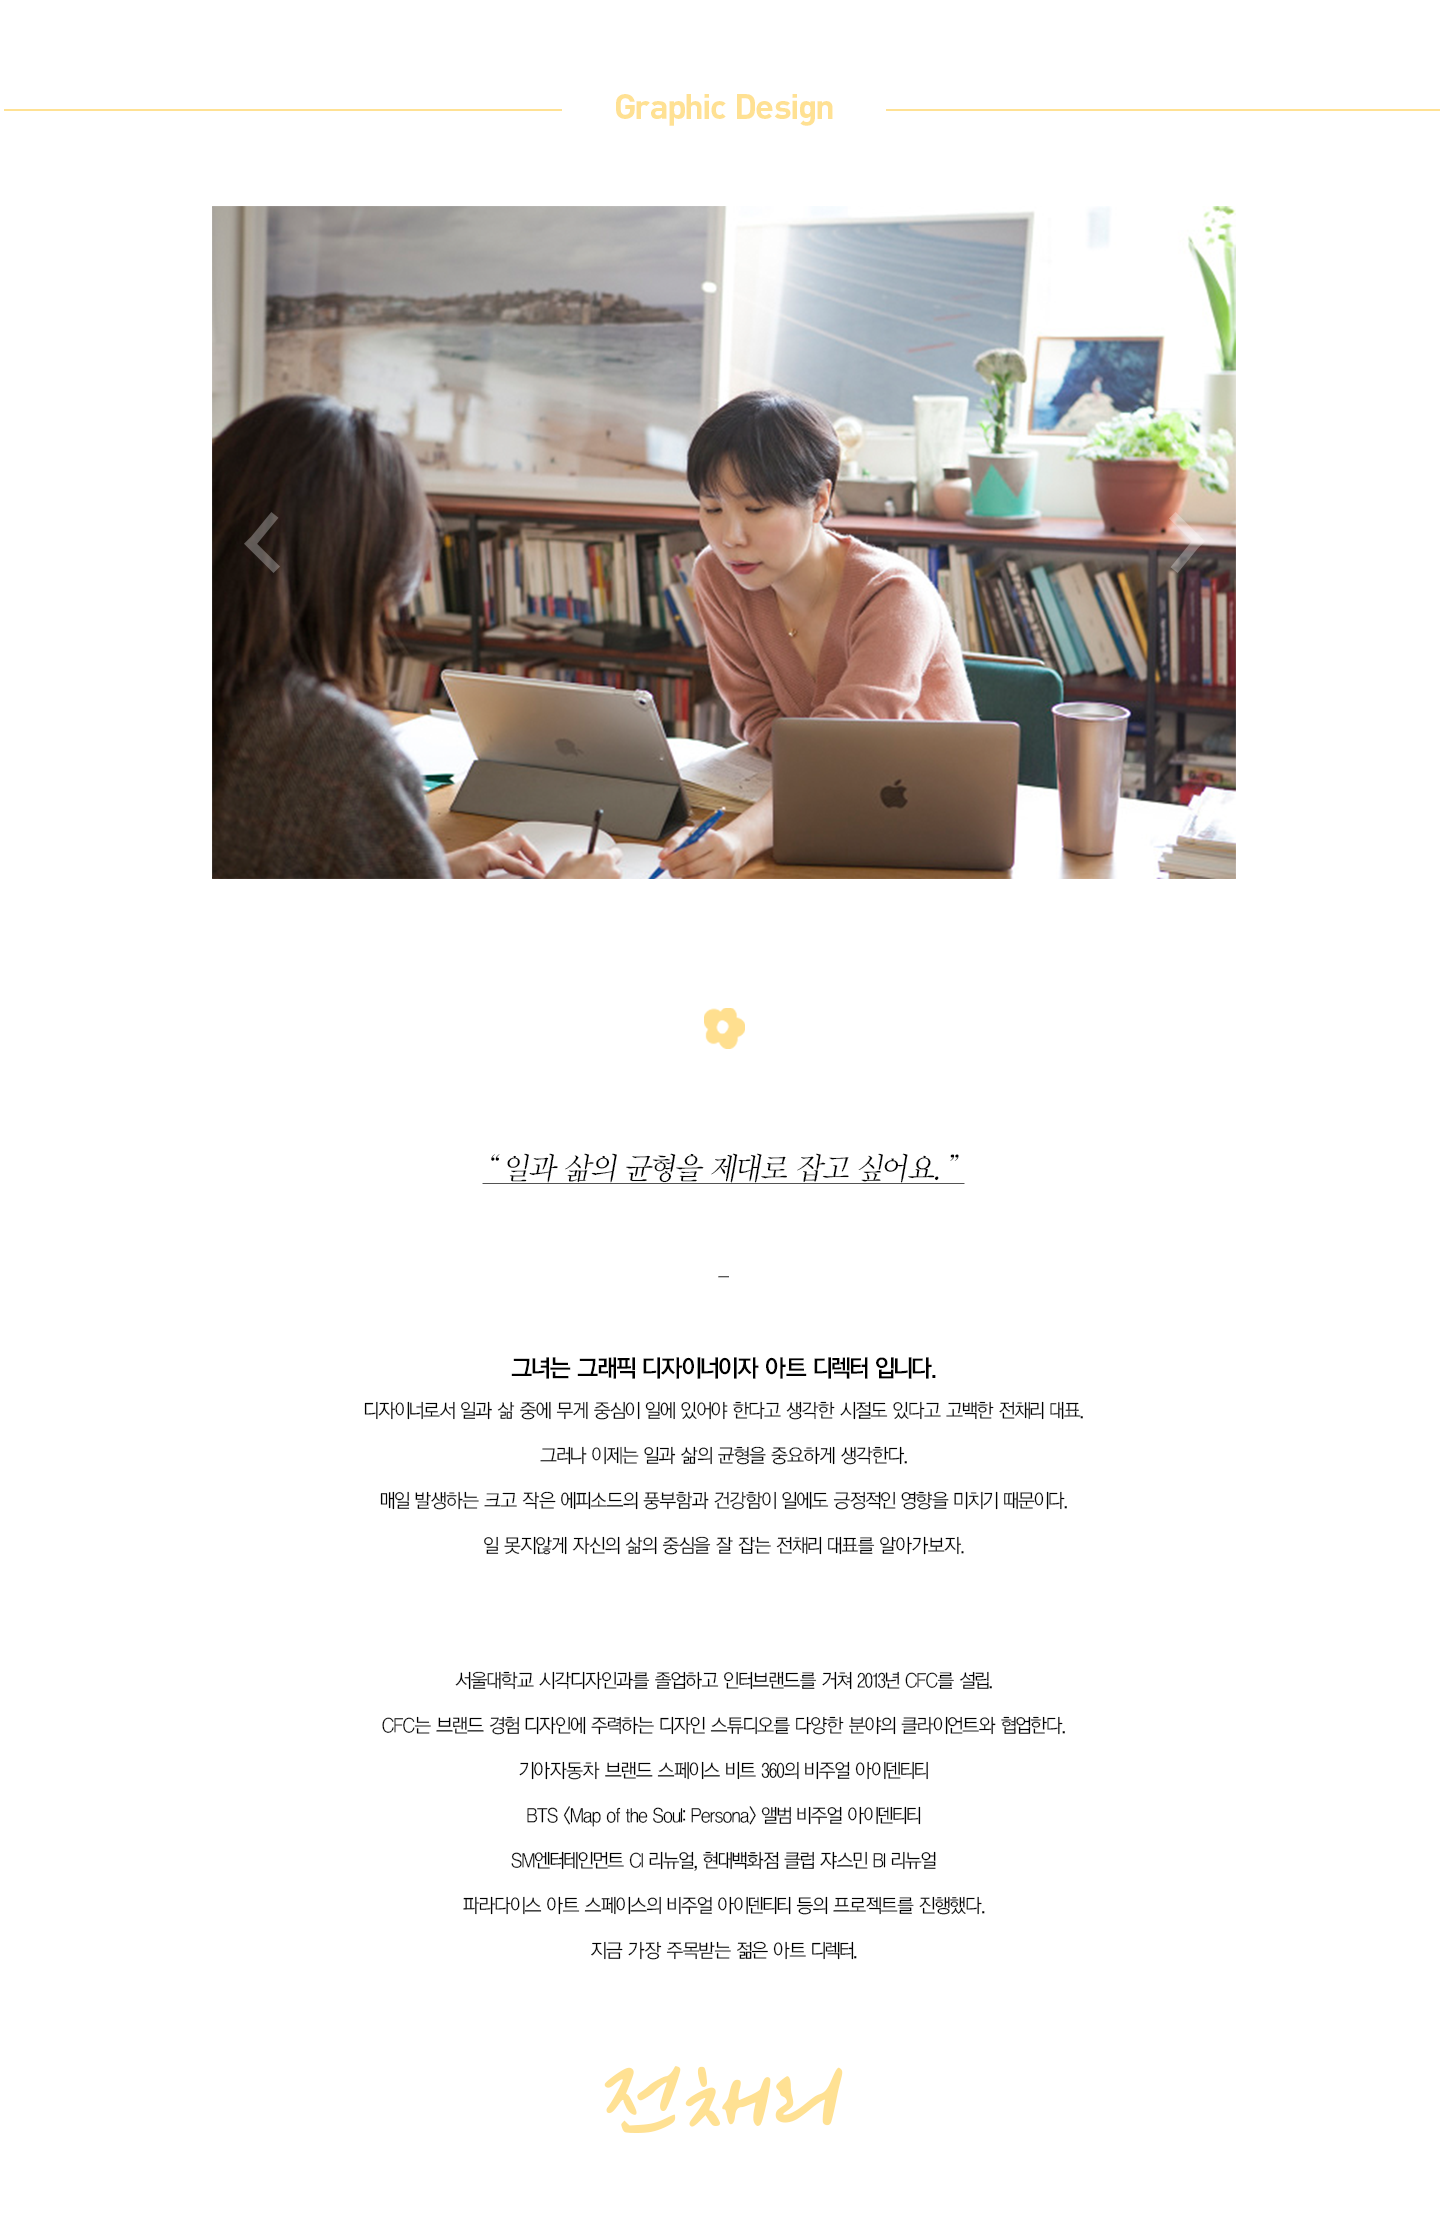 Graphic Design
“ 일과 삶의 균형을 제대로 잡고 싶어요. ”
–
그녀는 그래픽 디자이너이자 아트 디렉터 입니다.
디자이너로서 일과 삶 중에 무게 중심이 일에 있어야 한다고 생각한 시절도 있다고 고백한 전채리 대표.
그러나 이제는 일과 삶의 균형을 중요하게 생각한다.
매일 발생하는 크고 작은 에피소드의 풍부함과 건강함이 일에도 긍정적인 영향을 미치기 때문이다.
일 못지않게 자신의 삶의 중심을 잘 잡는 전채리 대표를 알아가보자.
서울대학교 시각디자인과를 졸업하고 인터브랜드를 거쳐 2013년 CFC를 설립.
CFC는 브랜드 경험 디자인에 주력하는 디자인 스튜디오를 다양한 분야의 클라이언트와 협업한다.
기아자동차 브랜드 스페이스 비트 360의 비주얼 아이덴티티
BTS <Map of the Soul: Persona> 앨범 비주얼 아이덴티티
SM엔터테인먼트 CI 리뉴얼, 현대백화점 클럽 쟈스민 BI 리뉴얼
파라다이스 아트 스페이스의 비주얼 아이덴티티 등의 프로젝트를 진행했다.
지금 가장 주목받는 젊은 아트 디렉터.
전채리